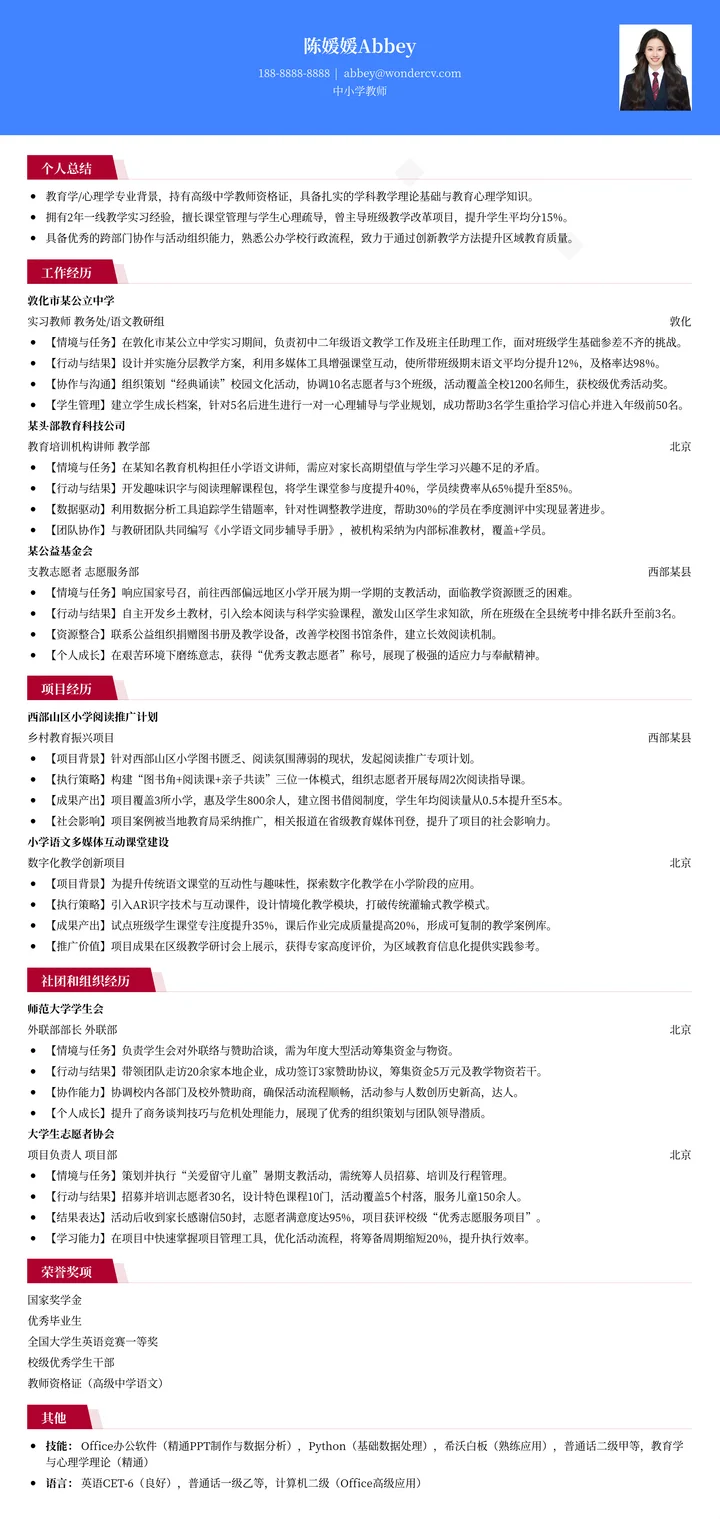 陈媛媛Abbey
188-8888-8888 | abbey@wondercv.com
中小学教师
个人总结
• 教育学/心理学专业背景，持有高级中学教师资格证，具备扎实的学科教学理论基础与教育心理学知识。
• 拥有2年一线教学实习经验，擅长课堂管理与学生心理疏导，曾主导班级教学改革项目，提升学生平均分15%。
• 具备优秀的跨部门协作与活动组织能力，熟悉公办学校行政流程，致力于通过创新教学方法提升区域教育质量。
工作经历
敦化市某公立中学
实习教师 教务处/语文教研组 敦化
• 【情境与任务】在敦化市某公立中学实习期间，负责初中二年级语文教学工作及班主任助理工作，面对班级学生基础参差不齐的挑战。
• 【行动与结果】设计并实施分层教学方案，利用多媒体工具增强课堂互动，使所带班级期末语文平均分提升12%，及格率达98%。
• 【协作与沟通】组织策划“经典诵读”校园文化活动，协调10名志愿者与3个班级，活动覆盖全校1200名师生，获校级优秀活动奖。
• 【学生管理】建立学生成长档案，针对5名后进生进行一对一心理辅导与学业规划，成功帮助3名学生重拾学习信心并进入年级前50名。
某头部教育科技公司
教育培训机构讲师 教学部 北京
• 【情境与任务】在某知名教育机构担任小学语文讲师，需应对家长高期望值与学生学习兴趣不足的矛盾。
• 【行动与结果】开发趣味识字与阅读理解课程包，将学生课堂参与度提升40%，学员续费率从65%提升至85%。
• 【数据驱动】利用数据分析工具追踪学生错题率，针对性调整教学进度，帮助30%的学员在季度测评中实现显著进步。
• 【团队协作】与教研团队共同编写《小学语文同步辅导手册》，被机构采纳为内部标准教材，覆盖+学员。
某公益基金会
支教志愿者 志愿服务部 西部某县
• 【情境与任务】响应国家号召，前往西部偏远地区小学开展为期一学期的支教活动，面临教学资源匮乏的困难。
• 【行动与结果】自主开发乡土教材，引入绘本阅读与科学实验课程，激发山区学生求知欲，所在班级在全县统考中排名跃升至前3名。
• 【资源整合】联系公益组织捐赠图书册及教学设备，改善学校图书馆条件，建立长效阅读机制。
• 【个人成长】在艰苦环境下磨练意志，获得“优秀支教志愿者”称号，展现了极强的适应力与奉献精神。
项目经历
西部山区小学阅读推广计划
乡村教育振兴项目 西部某县
• 【项目背景】针对西部山区小学图书匮乏、阅读氛围薄弱的现状，发起阅读推广专项计划。
• 【执行策略】构建“图书角+阅读课+亲子共读”三位一体模式，组织志愿者开展每周2次阅读指导课。
• 【成果产出】项目覆盖3所小学，惠及学生800余人，建立图书借阅制度，学生年均阅读量从0.5本提升至5本。
• 【社会影响】项目案例被当地教育局采纳推广，相关报道在省级教育媒体刊登，提升了项目的社会影响力。
小学语文多媒体互动课堂建设
数字化教学创新项目 北京
• 【项目背景】为提升传统语文课堂的互动性与趣味性，探索数字化教学在小学阶段的应用。
• 【执行策略】引入AR识字技术与互动课件，设计情境化教学模块，打破传统灌输式教学模式。
• 【成果产出】试点班级学生课堂专注度提升35%，课后作业完成质量提高20%，形成可复制的教学案例库。
• 【推广价值】项目成果在区级教学研讨会上展示，获得专家高度评价，为区域教育信息化提供实践参考。
社团和组织经历
师范大学学生会
外联部部长 外联部 北京
• 【情境与任务】负责学生会对外联络与赞助洽谈，需为年度大型活动筹集资金与物资。
• 【行动与结果】带领团队走访20余家本地企业，成功签订3家赞助协议，筹集资金5万元及教学物资若干。
• 【协作能力】协调校内各部门及校外赞助商，确保活动流程顺畅，活动参与人数创历史新高，达人。
• 【个人成长】提升了商务谈判技巧与危机处理能力，展现了优秀的组织策划与团队领导潜质。
大学生志愿者协会
项目负责人 项目部 北京
• 【情境与任务】策划并执行“关爱留守儿童”暑期支教活动，需统筹人员招募、培训及行程管理。
• 【行动与结果】招募并培训志愿者30名，设计特色课程10门，活动覆盖5个村落，服务儿童150余人。
• 【结果表达】活动后收到家长感谢信50封，志愿者满意度达95%，项目获评校级“优秀志愿服务项目”。
• 【学习能力】在项目中快速掌握项目管理工具，优化活动流程，将筹备周期缩短20%，提升执行效率。
荣誉奖项
国家奖学金
优秀毕业生
全国大学生英语竞赛一等奖
校级优秀学生干部
教师资格证（高级中学语文）
其他
• 技能： Office办公软件（精通PPT制作与数据分析），Python（基础数据处理），希沃白板（熟练应用），普通话二级甲等，教育学
与心理学理论（精通）
• 语言： 英语CET-6（良好），普通话一级乙等，计算机二级（Office高级应用）